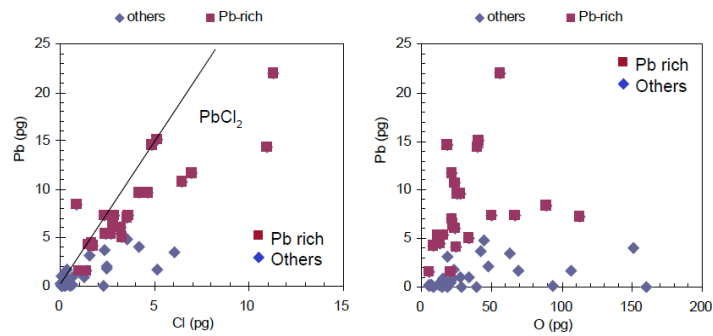 others Pb-rich
25
20
15
10
5
0
0 5 10 15
Pb (pg)
Cl (pg)
PbCl2
Pb rich
Others
others Pb-rich
25
20
15
10
5
0
0 50 100 150 200
Pb (pg)
O (pg)
Pb rich
Others